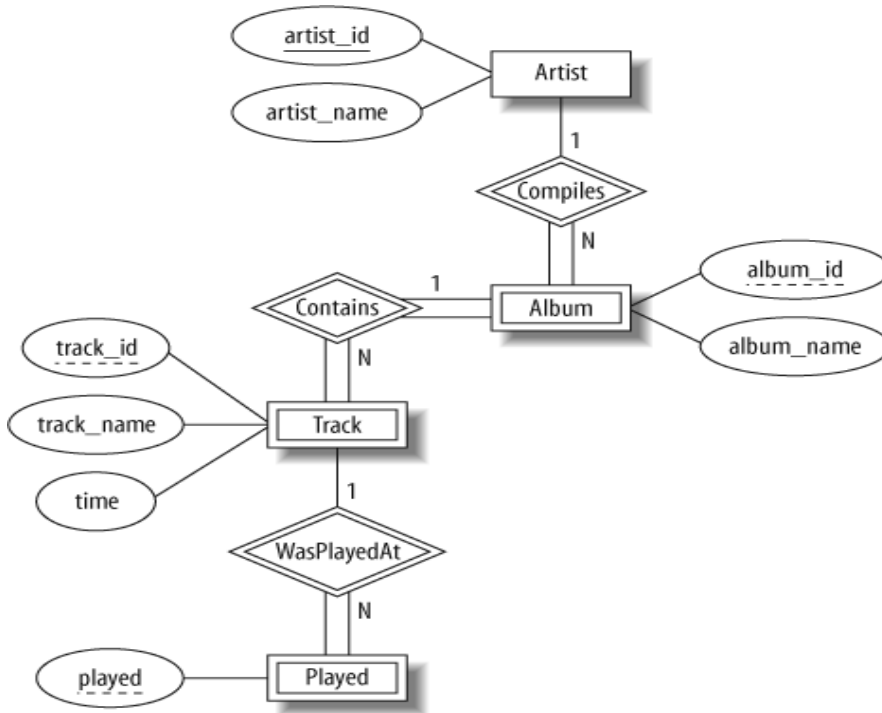 artist_id
Artist
artist_name
1
Compiles
N
album_id
1
Contains
Album
album_name
track_id
N
track_name
Track
time
1
WasPlayedAt
N
played
Played